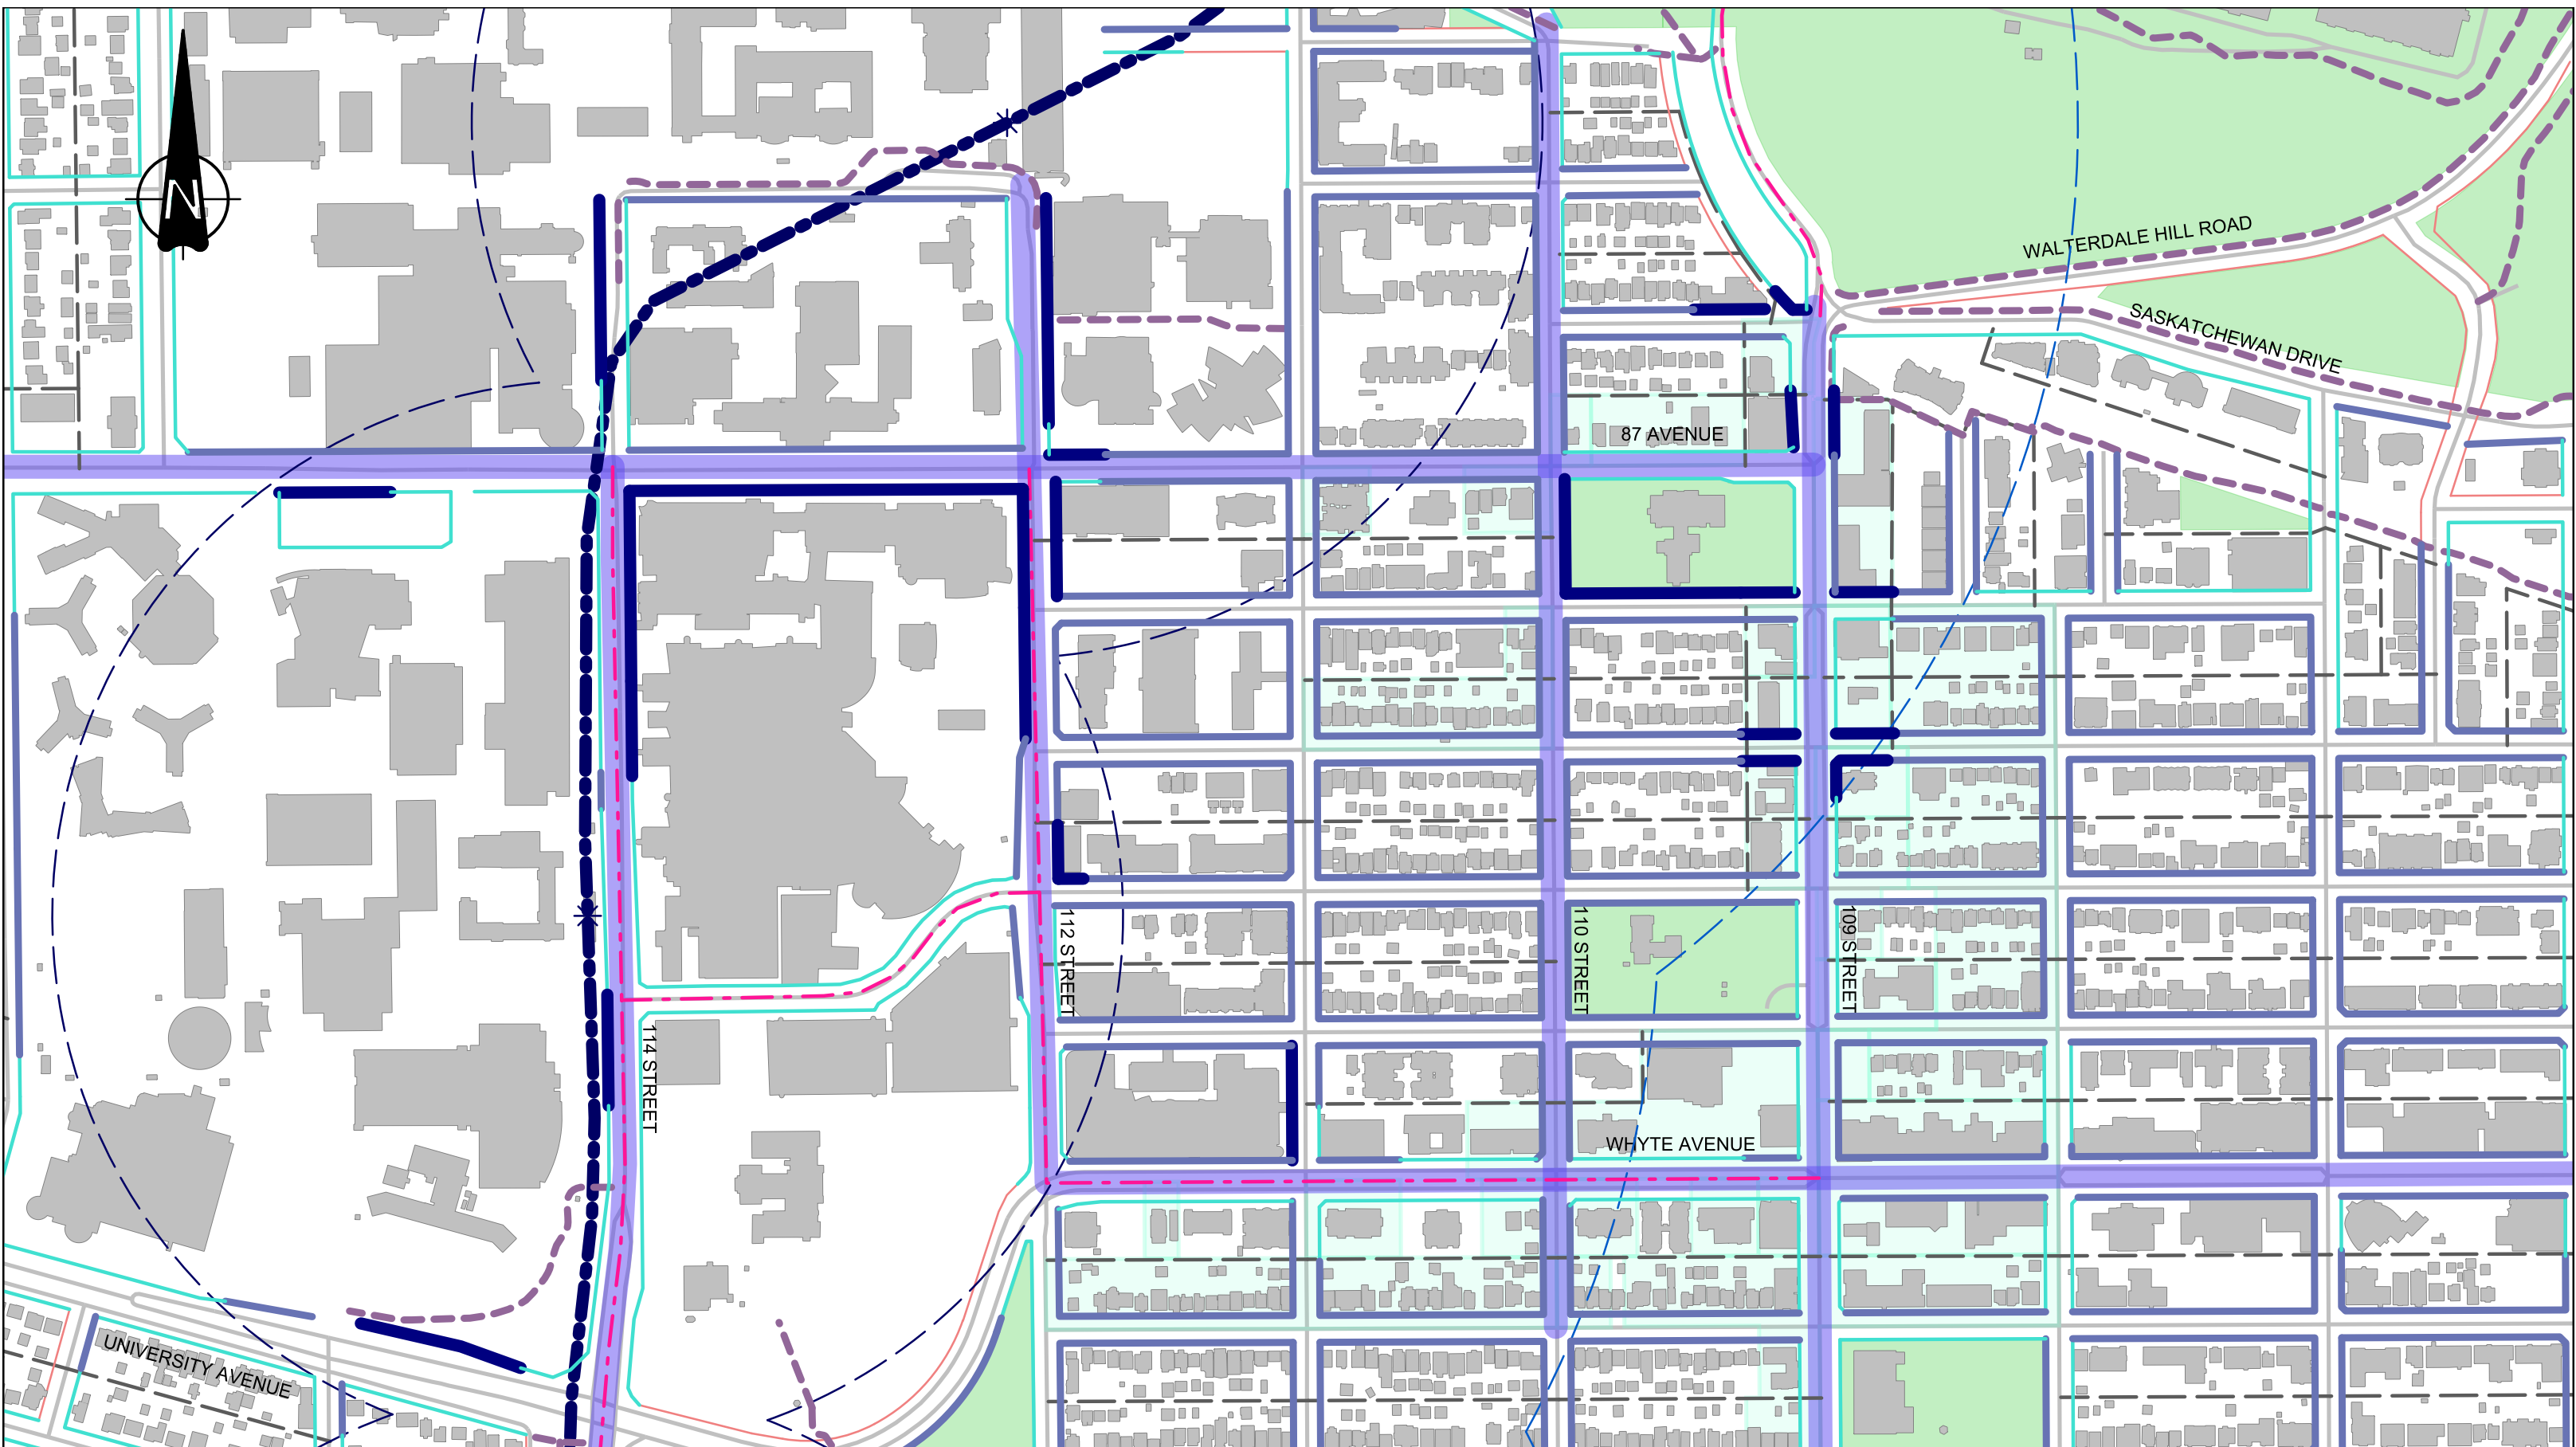 N
WALTERDALE HILL ROAD
SASKATCHEWAN DRIVE
87 AVENUE
112 STREET
110 STREET
109 STREET
114 STREET
WHYTE AVENUE
UNIVERSITY AVENUE